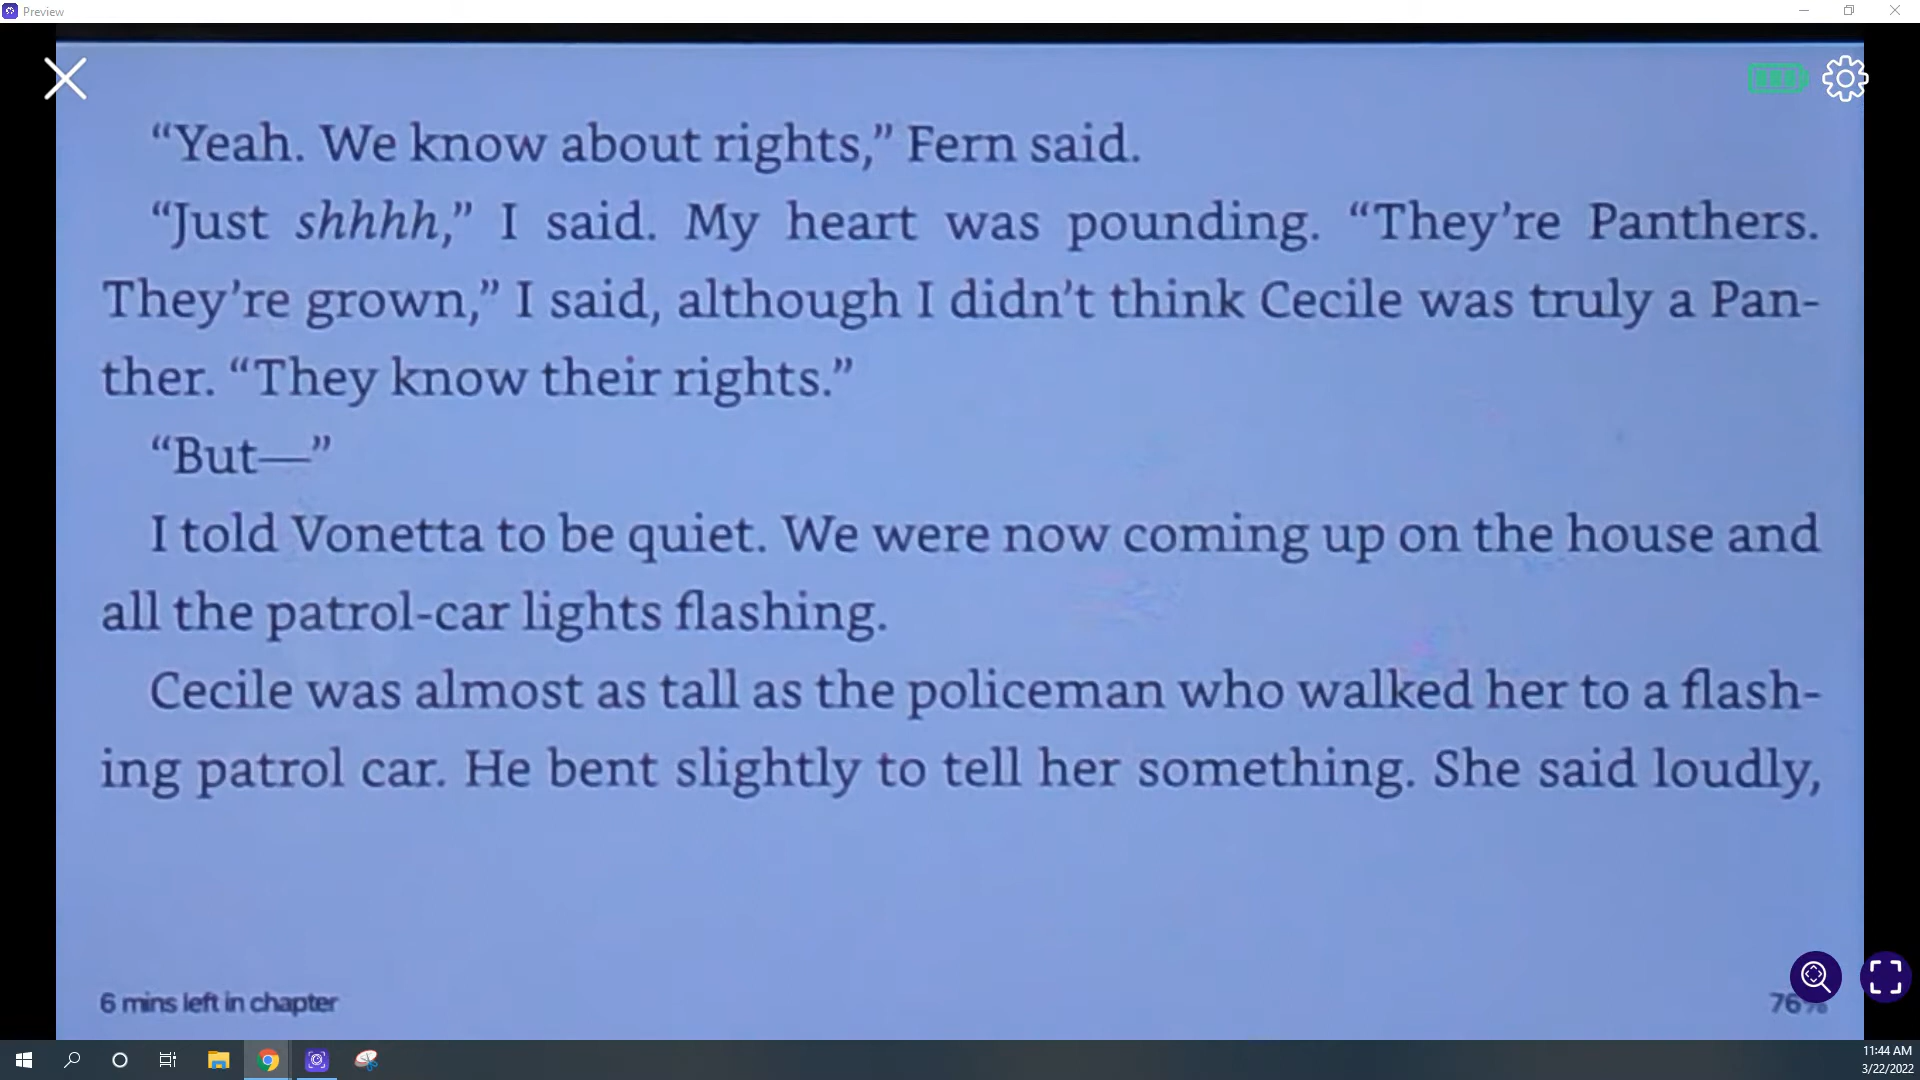 Preview
“Yeah. We know about rights,” Fern said.
“Just shhhh,” I said. My heart was pounding. “They’re Panthers.
They’re grown,” I said, although I didn’t think Cecile was truly a Pan-
ther. “They know their rights.”
“But—”
I told Vonetta to be quiet. We were now coming up on the house and
all the patrol-car lights flashing.
Cecile was almost as tall as the policeman who walked her to a flash-
ing patrol car. He bent slightly to tell her something. She said loudly,
6 mins left in chapter
76%
11:44 AM
3/22/2022